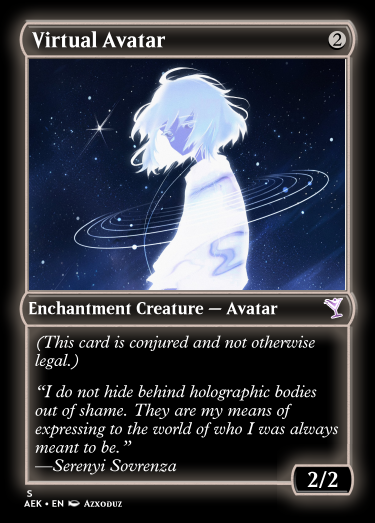 Virtual Avatar 2
Enchantment Creature — Avatar
(This card is conjured and not otherwise
legal.)
“I do not hide behind holographic bodies
out of shame. They are my means of
expressing to the world of who I was always
meant to be.”
—Serenyi Sovrenza
2/2
S
AEK • EN Azxoduz